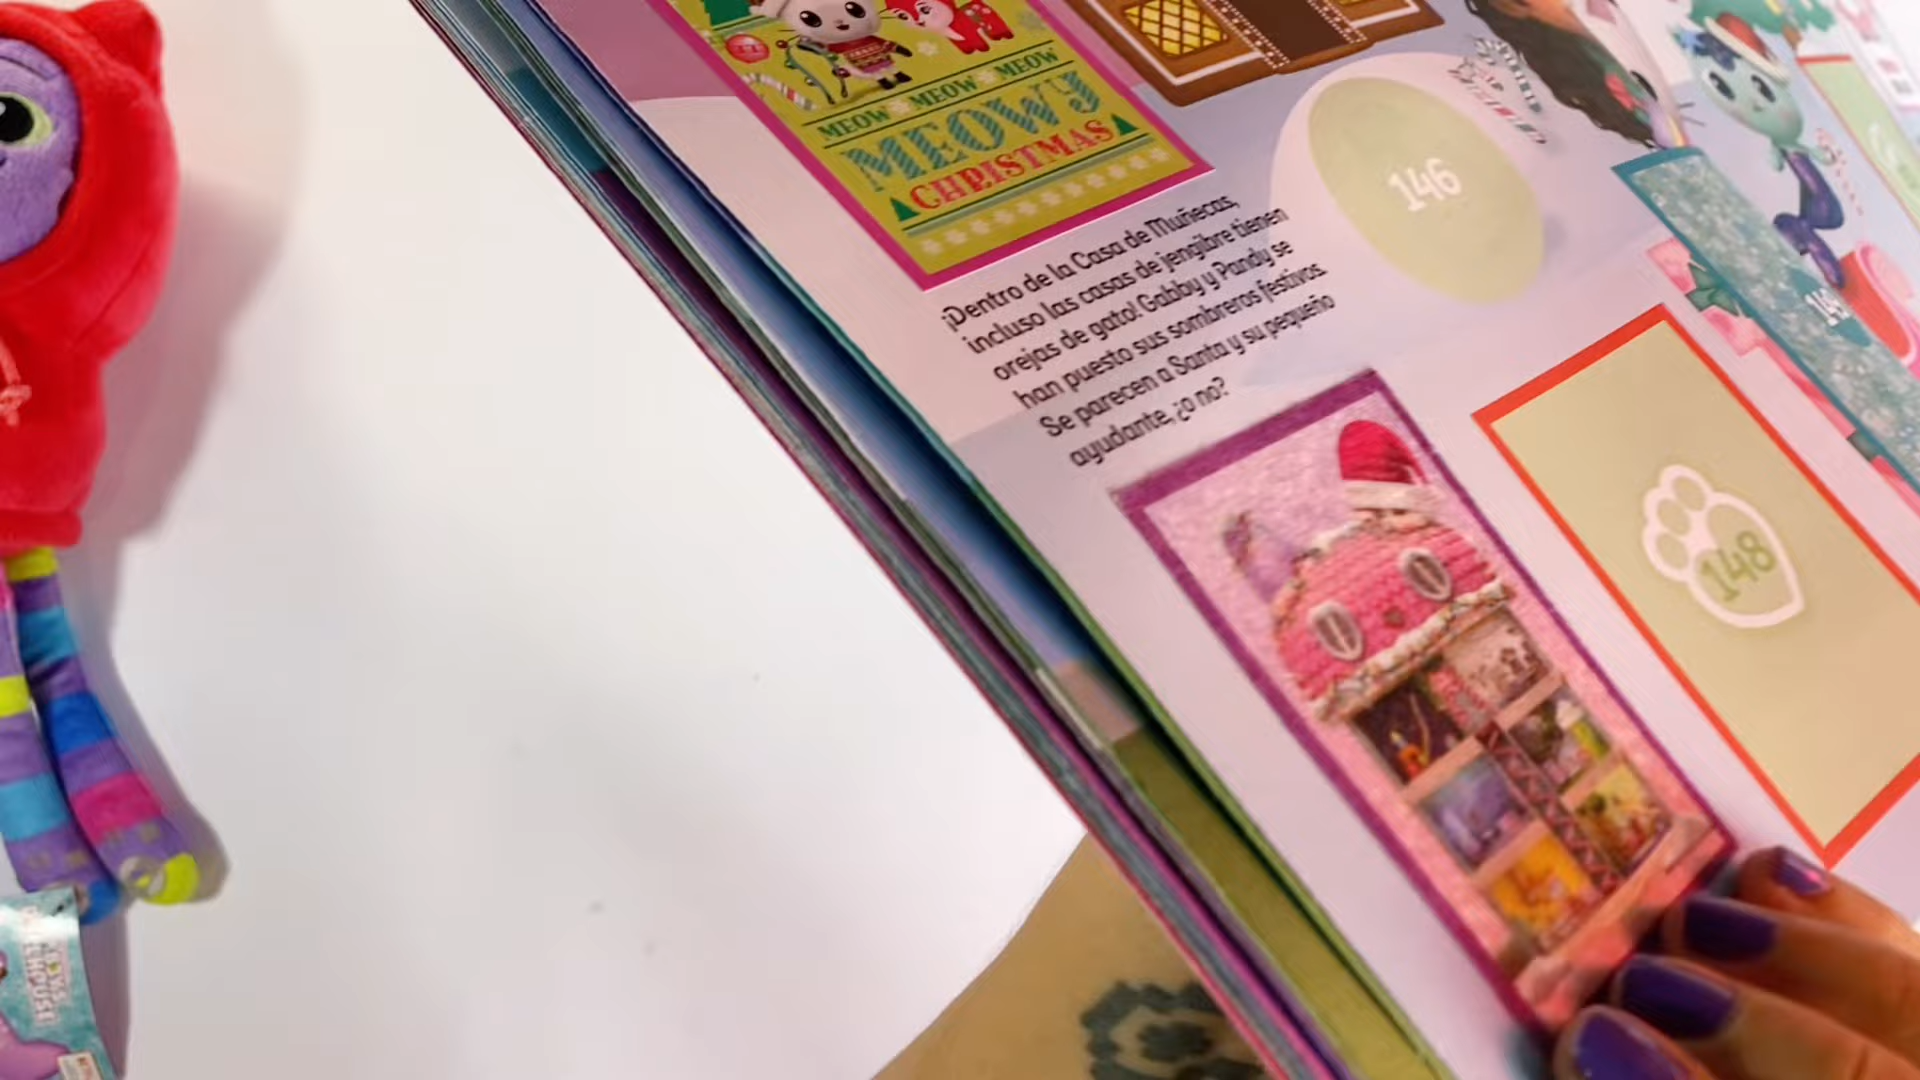 MEOW MEOW MEOW
MEOWY
CHRISTMAS
146
¡Dentro de la Casa de Muñecas,
incluso las casas de jengibre tienen
orejas de gato! Gabby y Pandy se
han puesto sus sombreros festivos.
Se parecen a Santa y su pequeño
ayudante, ¿o no?
148